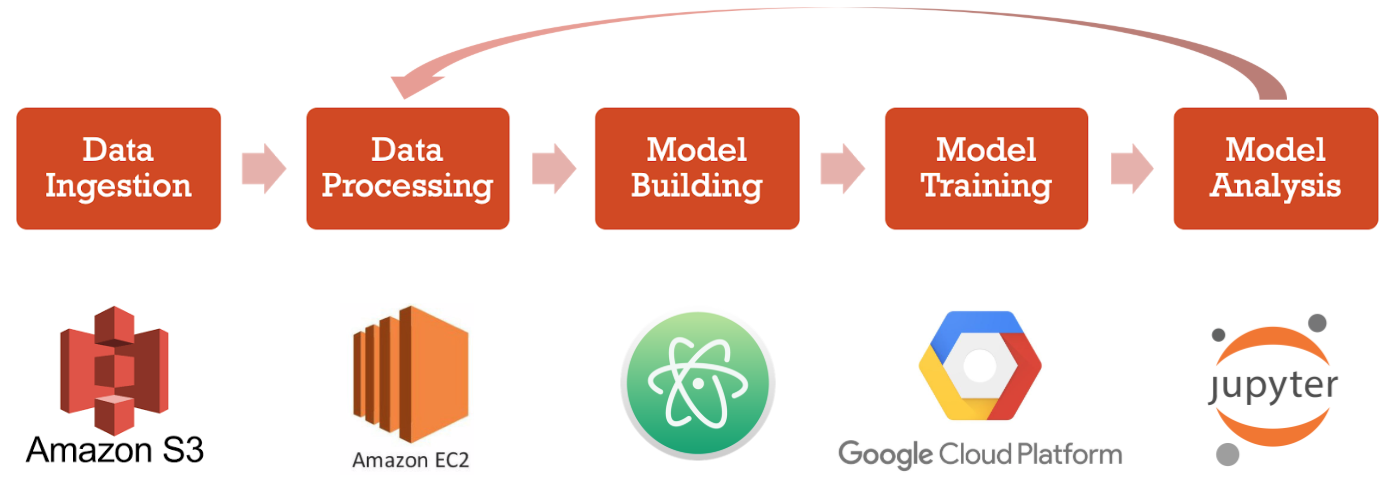 Data
Ingestion
Data
Processing
Model
Building
Model
Training
Model
Analysis
Amazon S3
Amazon EC2
Google Cloud Platform
jupyter